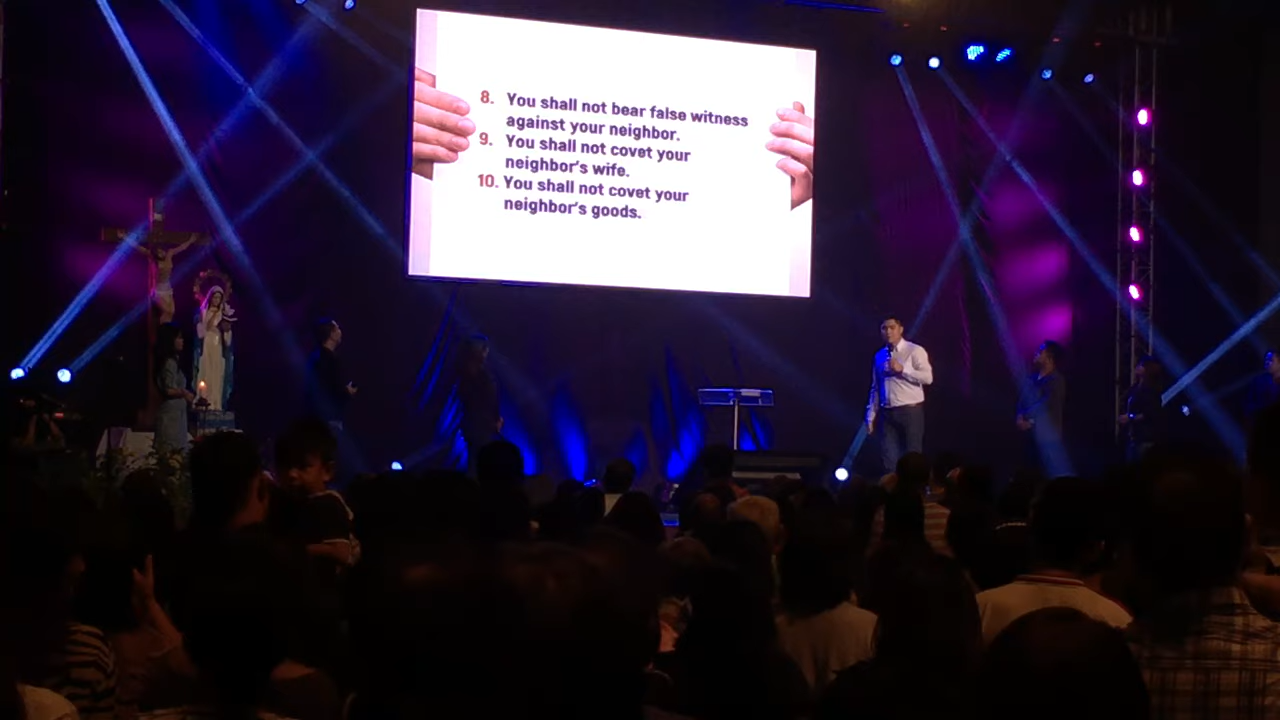 8. You shall not bear false witness
against your neighbor.
9. You shall not covet your
neighbor's wife.
10. You shall not covet your
neighbor's goods.